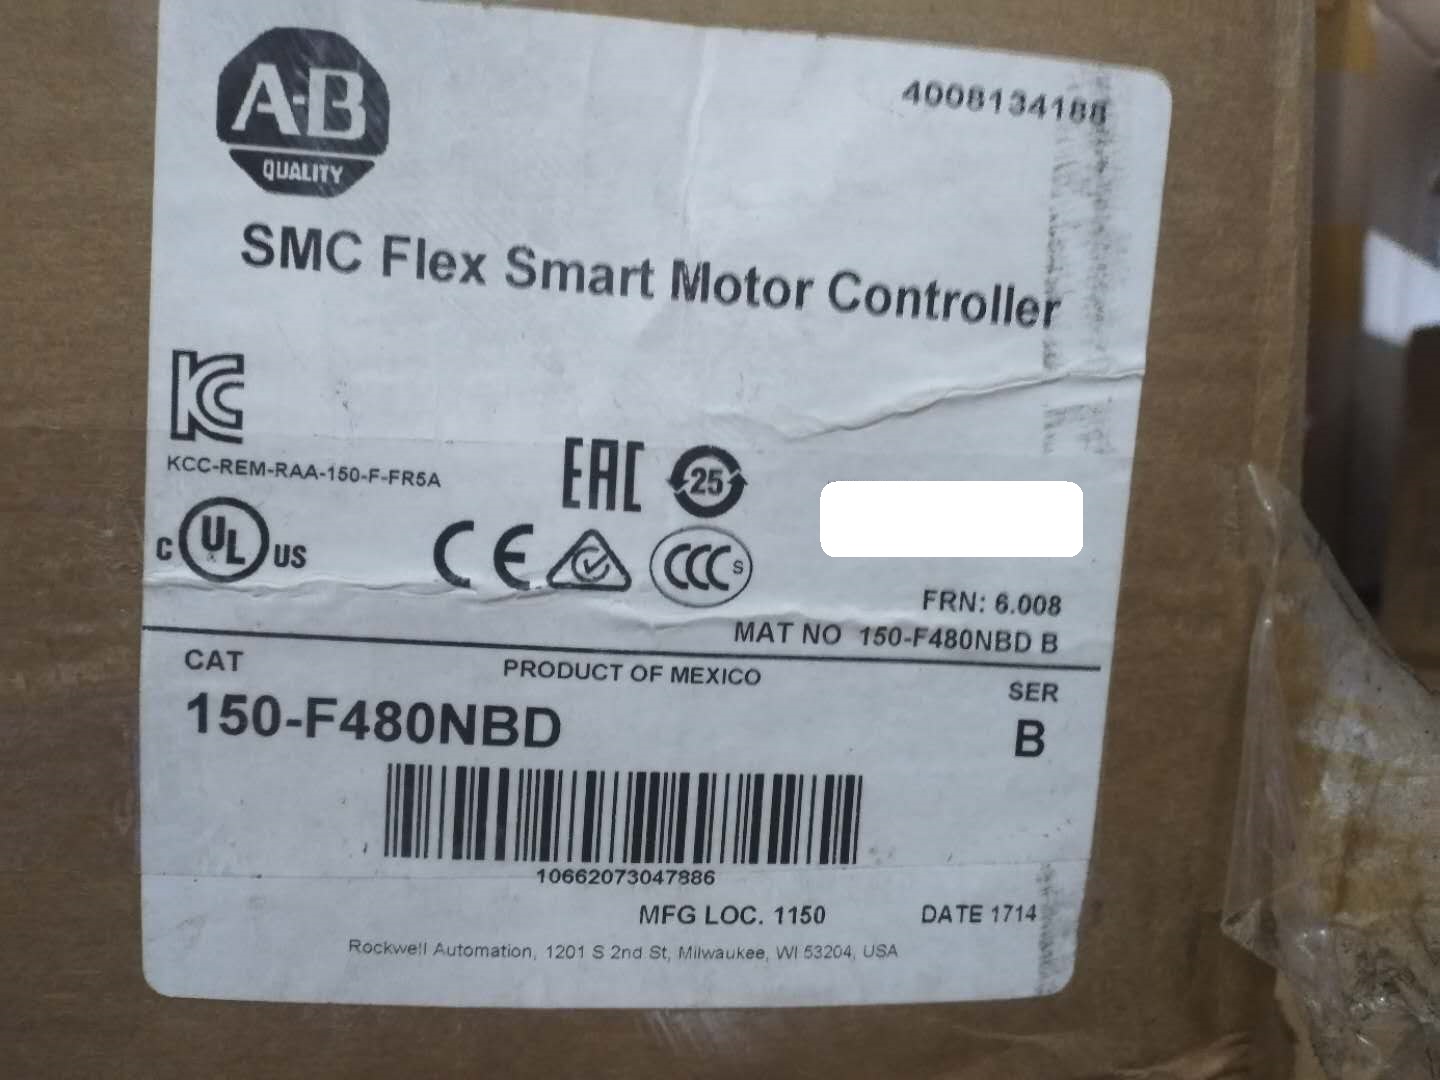 A-B
QUALITY
4008134188
SMC Flex Smart Motor Controller
KC
KCC-REM-RAA-150-F-FR5A
EAC
25
C UL US
CE
CCC S
FRN: 6.008
MAT NO 150-F480NBD B
CAT
PRODUCT OF MEXICO
SER
150-F480NBD
B
10662073047886
MFG LOC. 1150
DATE 1714
Rockwell Automation, 1201 S 2nd St, Milwaukee, WI 53204, USA